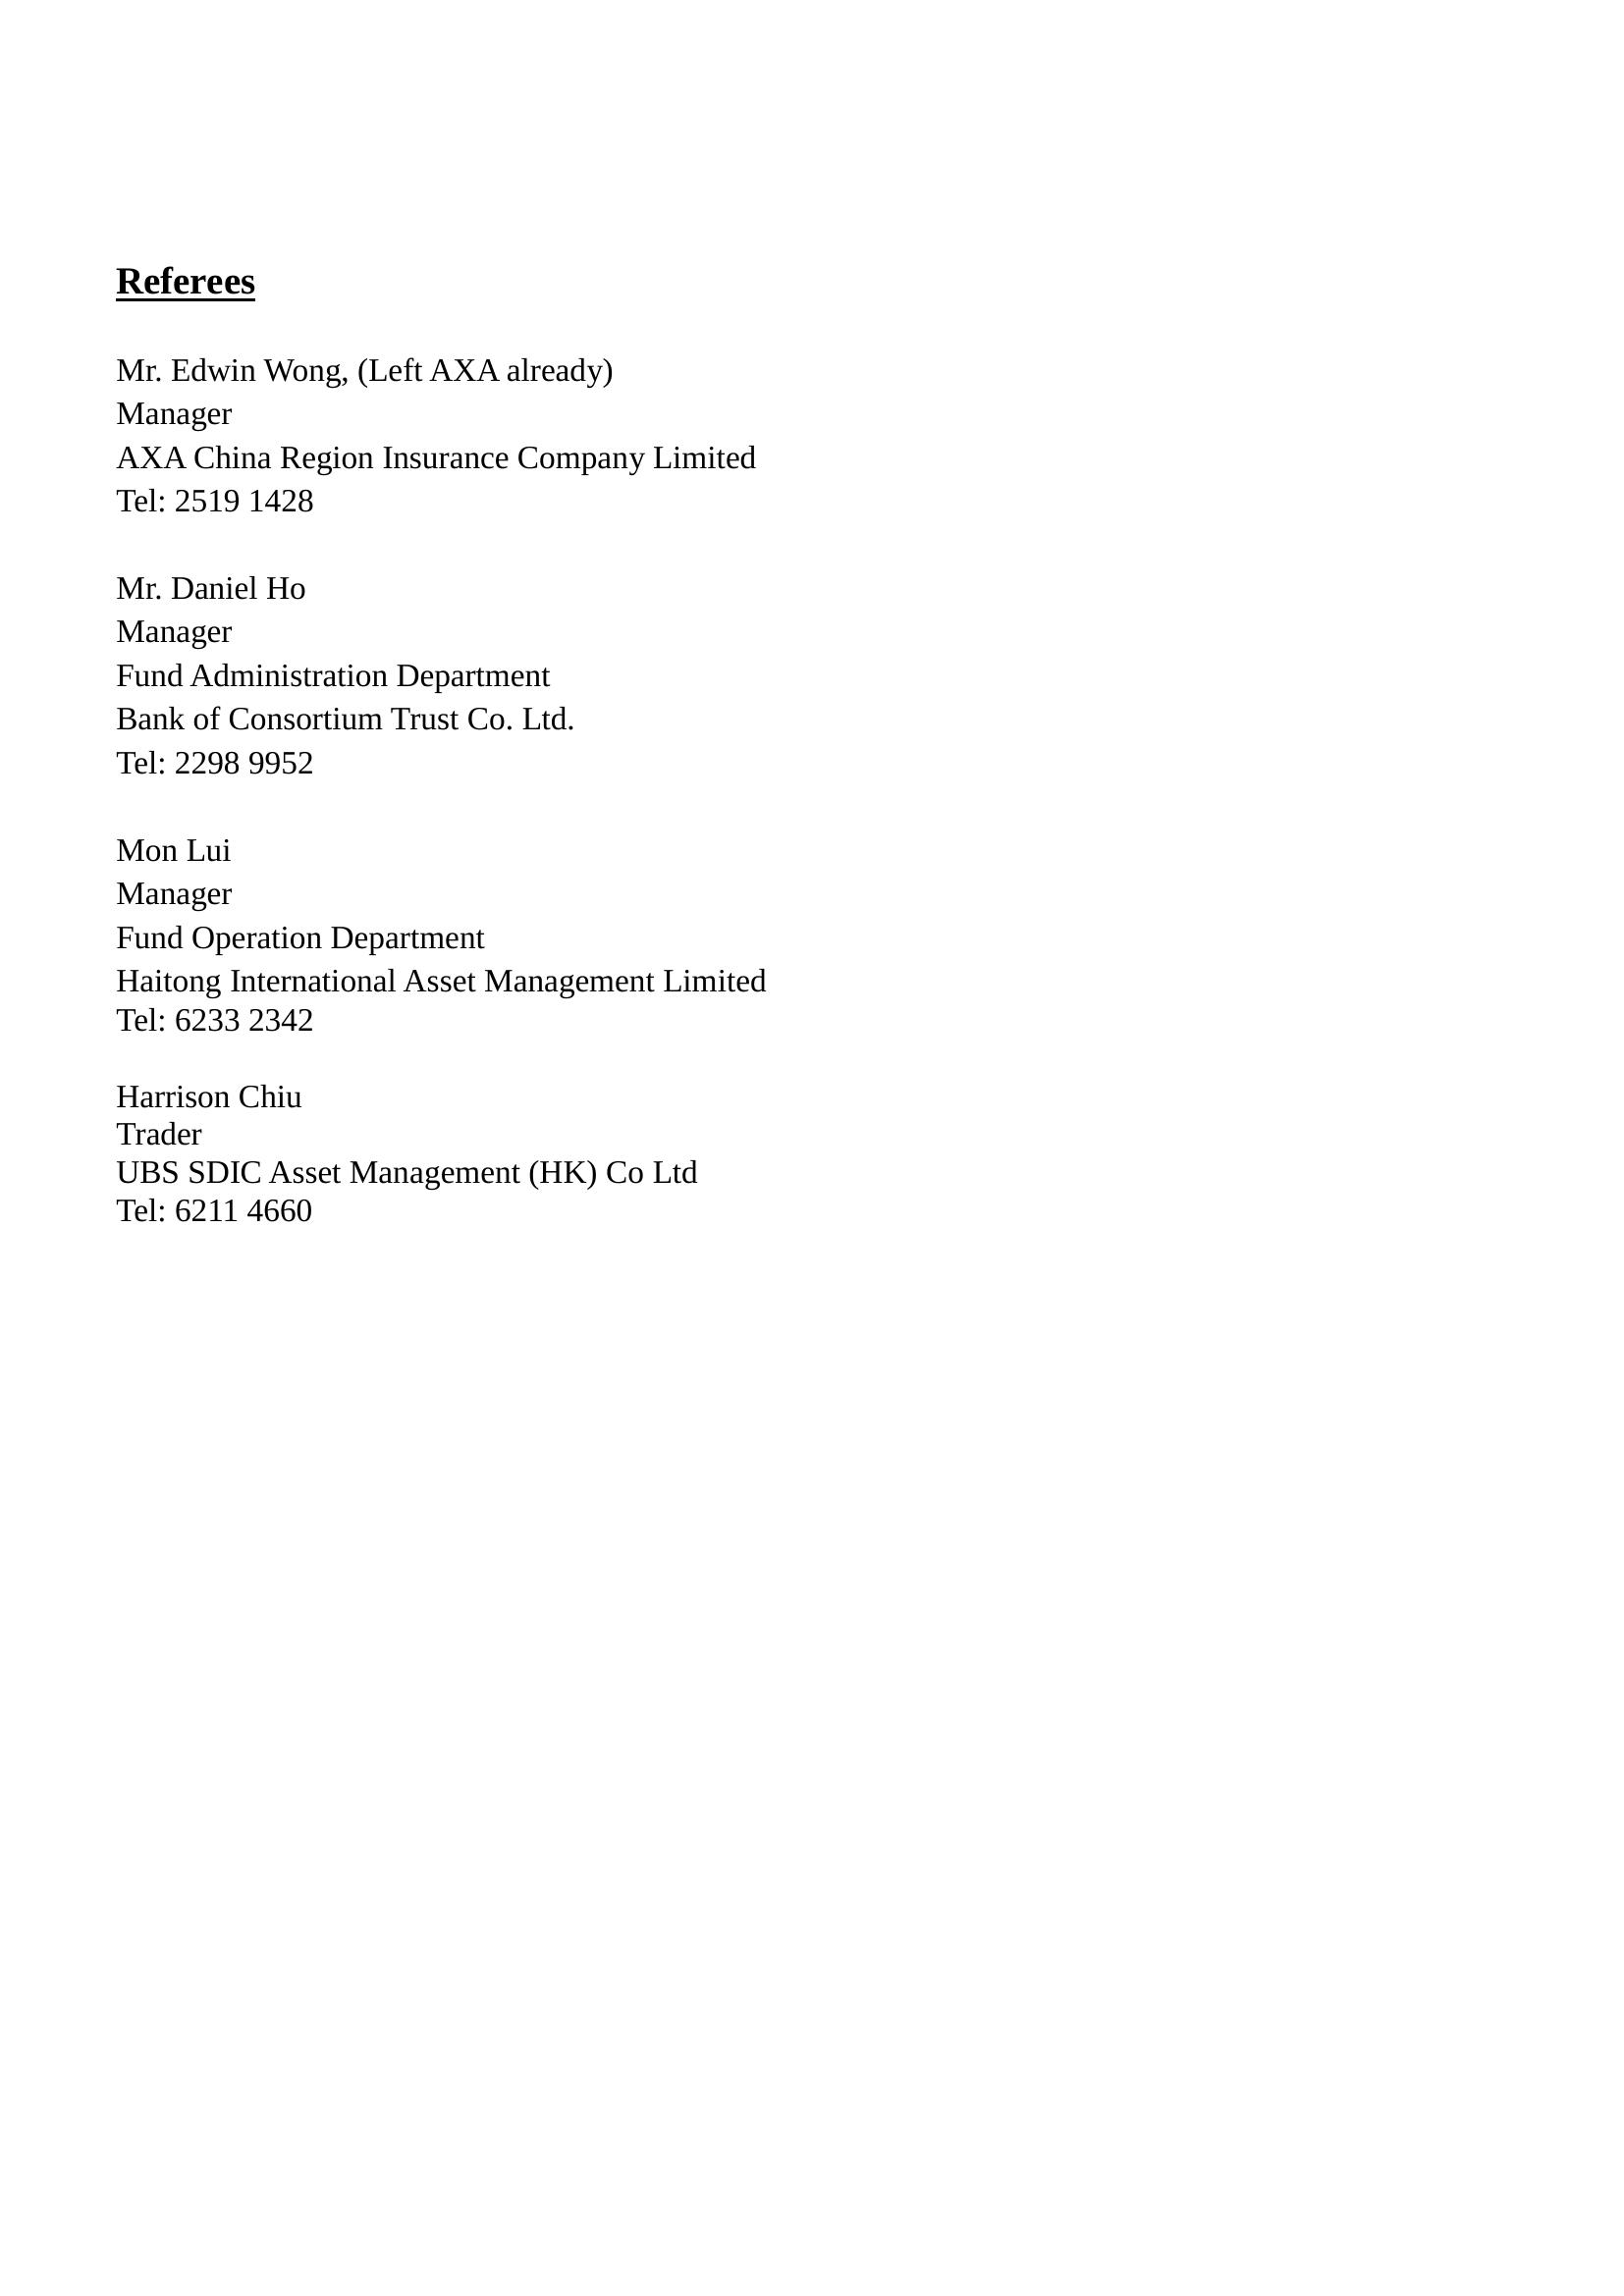 Referees
Mr. Edwin Wong, (Left AXA already)
Manager
AXA China Region Insurance Company Limited
Tel: 2519 1428
Mr. Daniel Ho
Manager
Fund Administration Department
Bank of Consortium Trust Co. Ltd.
Tel: 2298 9952
Mon Lui
Manager
Fund Operation Department
Haitong International Asset Management Limited
Tel: 6233 2342
Harrison Chiu
Trader
UBS SDIC Asset Management (HK) Co Ltd
Tel: 6211 4660